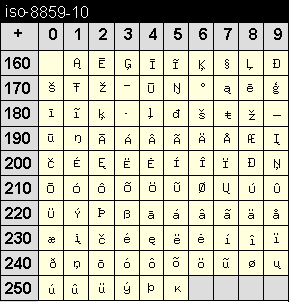 iso-8859-10
+ 0 1 2 3 4 5 6 7 8 9
160 Ą Ē Ģ Ī Ĩ Ķ § Ļ Đ
170 Š Ŧ Ž - Ū Ŋ ° ą ē ģ
180 ī ĩ ķ · ļ đ š ŧ ž ―
190 ū ŋ Ā Á Â Ã Ä Å Æ Į
200 Č É Ę Ë Ė Í Î Ï Ð Ņ
210 Ō Ó Ô Õ Ö Ũ Ø Ų Ú Û
220 Ü Ý Þ ß ā á â ã ä å
230 æ į č é ę ë ė í î ï
240 ð ņ ō ó ô õ ö ũ ø ų
250 ú û ü ý þ ĸ